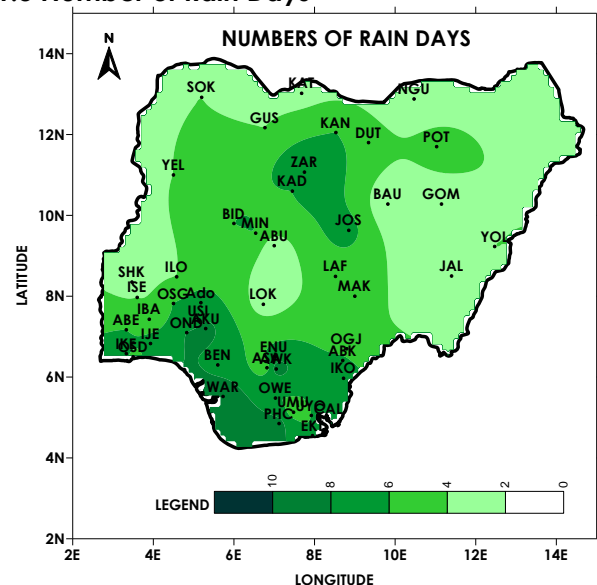 NUMBERS OF RAIN DAYS
N
14N
12N
10N
8N
6N
4N
2N
LATITUDE
SOK
KAT
NGU
GUS
KAN
DUT
POT
ZAR
YEL
KAD
BAU
GOM
BID
MIN
JOS
ABU
YOL
SHK
ILO
LAF
JAL
ISE
OSG
Ado
LOK
MAK
IBA
USI
ABE
AKU
OND
IJE
OGJ
IKE
OSD
ENU
ABK
BEN
AWK
IKO
WAR
OWE
UMU
UYO
CAL
PHC
EKT
LEGEND
10
8
6
4
2
0
2E
4E
6E
8E
10E
12E
14E
LONGITUDE